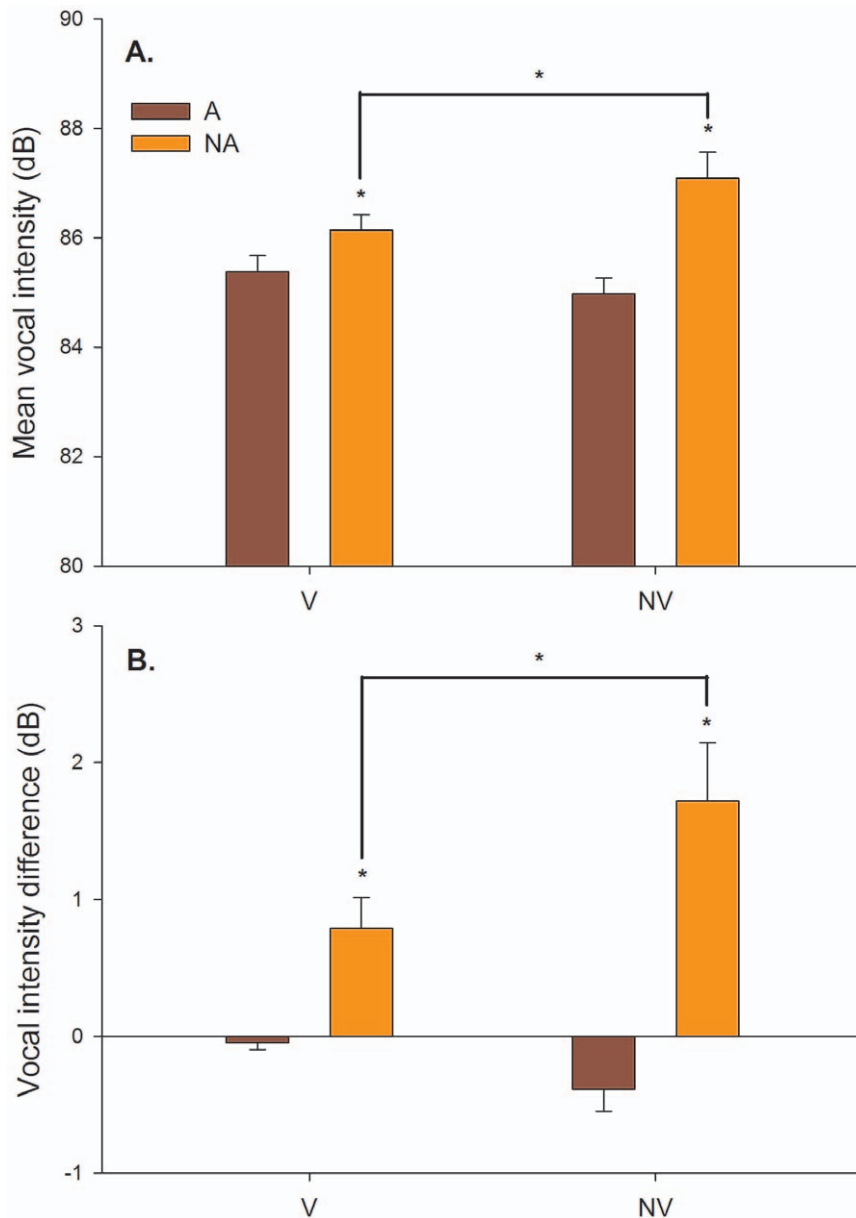 90
A.
*
A
NA
88
*
*
86
84
82
80
Mean vocal intensity (dB)
V
NV
3
B.
*
*
2
*
1
0
-1
Vocal intensity difference (dB)
V
NV